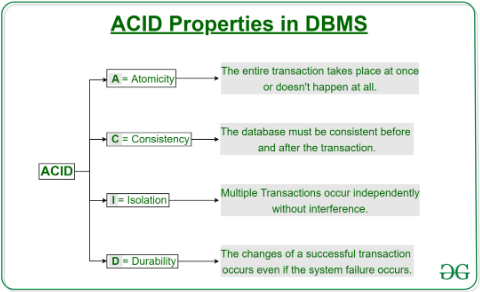 ACID Properties in DBMS
A = Atomicity
The entire transaction takes place at once
or doesn't happen at all.
C = Consistency
The database must be consistent before
and after the transaction.
ACID
I = Isolation
Multiple Transactions occur independently
without interference.
D = Durability
The changes of a successful transaction
occurs even if the system failure occurs.